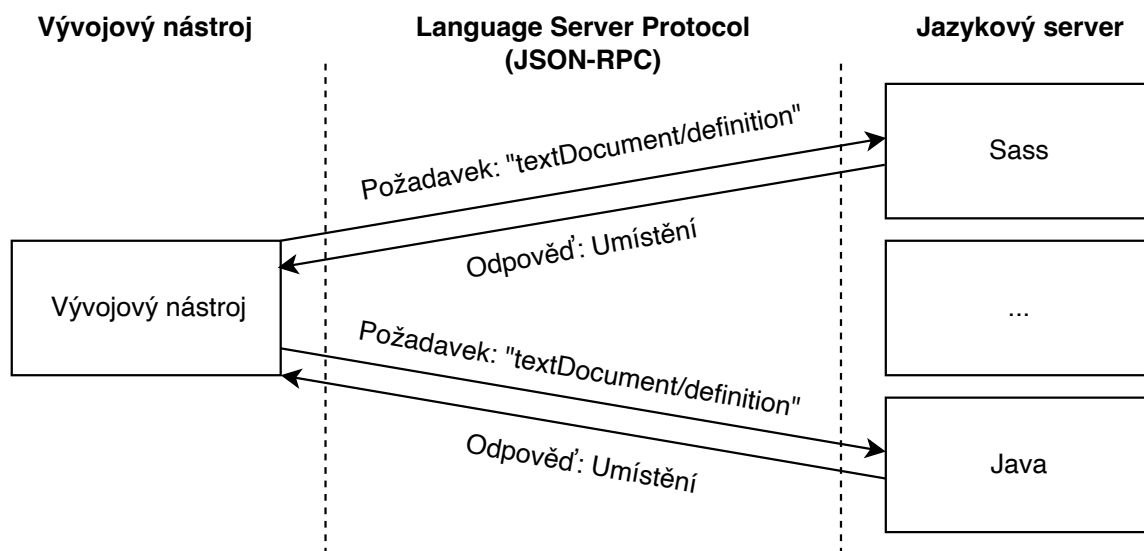 Vývojový nástroj
Language Server Protocol
(JSON-RPC)
Jazykový server
Požadavek: "textDocument/definition"
Sass
Odpověď: Umístění
Vývojový nástroj
...
Požadavek: "textDocument/definition"
Odpověď: Umístění
Java